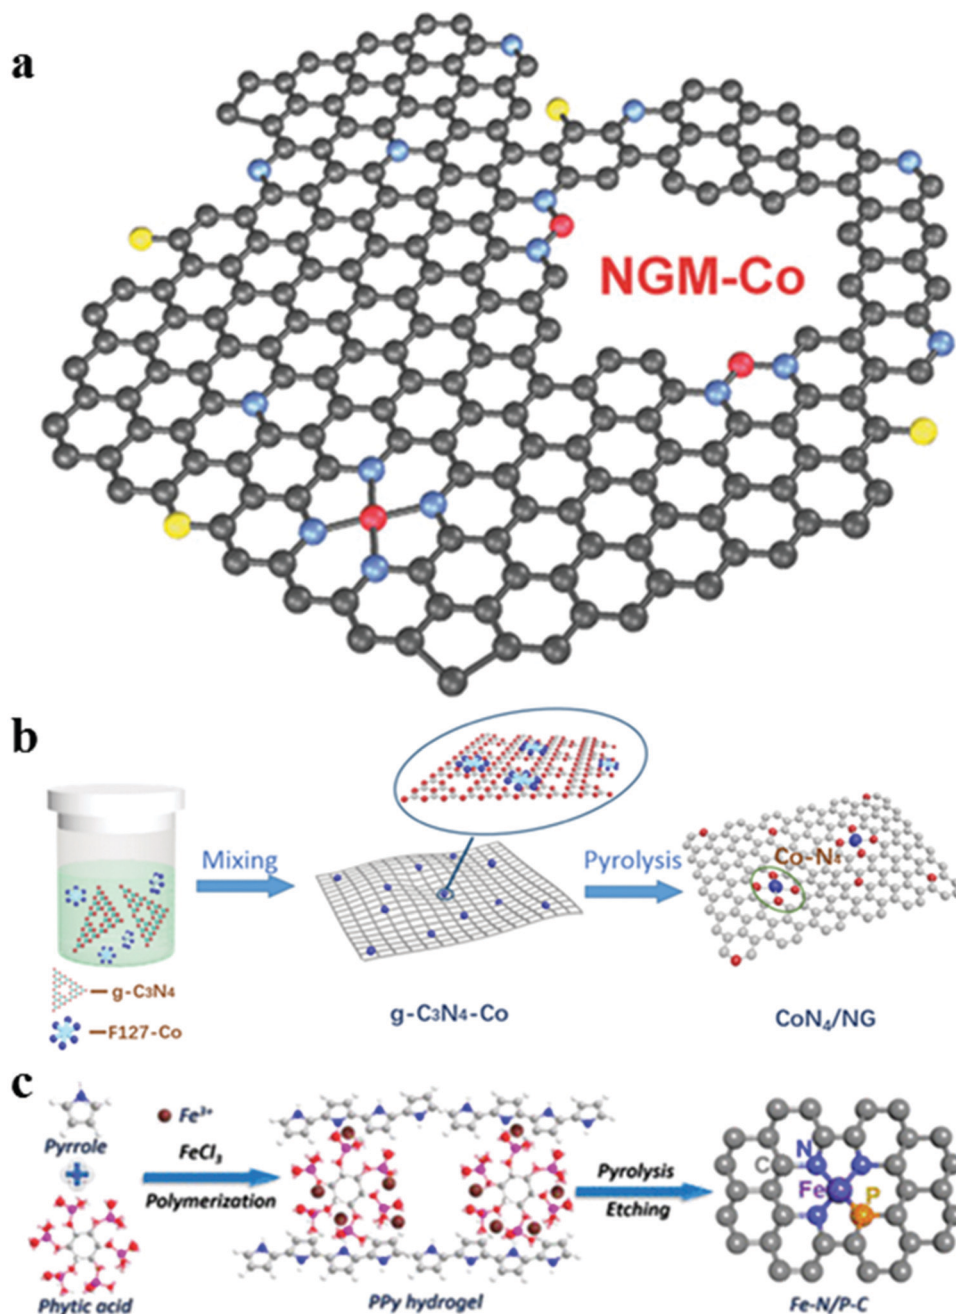 a
NGM-Co
b
Mixing
Pyrolysis
Co-N₄
g-C₃N₄
F127-Co
g-C₃N₄-Co
CoN₄/NG
c
Pyrrole
Fe³⁺
FeCl₃
Polymerization
Phytic acid
PPy hydrogel
Pyrolysis
Etching
N
C
Fe
P
Fe-N/P-C